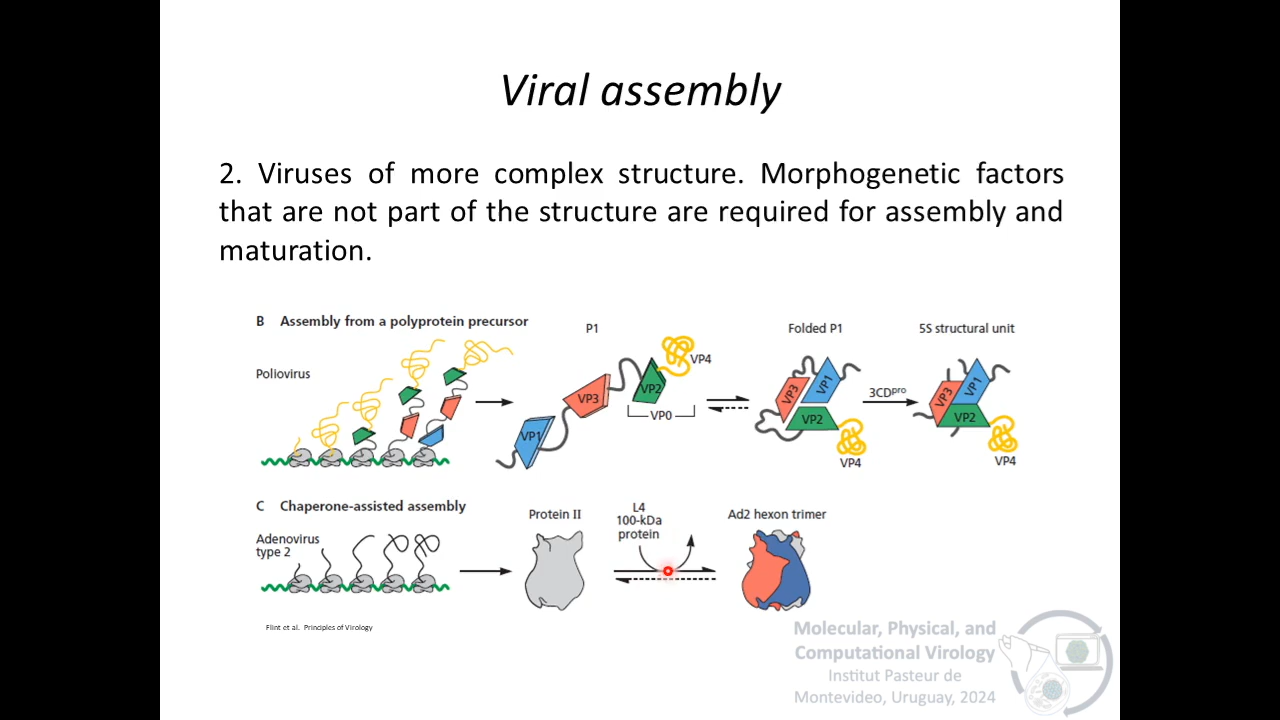 Viral assembly
2. Viruses of more complex structure. Morphogenetic factors
that are not part of the structure are required for assembly and
maturation.
B Assembly from a polyprotein precursor
P1
Folded P1
5S structural unit
Poliovirus
VP1
VP3
VP2
VP4
VP0
VP3
VP1
VP2
VP4
3CDpro
VP3
VP1
VP2
VP4
C Chaperone-assisted assembly
Adenovirus
type 2
Protein II
L4
100-kDa
protein
Ad2 hexon trimer
Flint et al. Principles of Virology
Molecular, Physical, and
Computational Virology
Institut Pasteur de
Montevideo, Uruguay, 2024